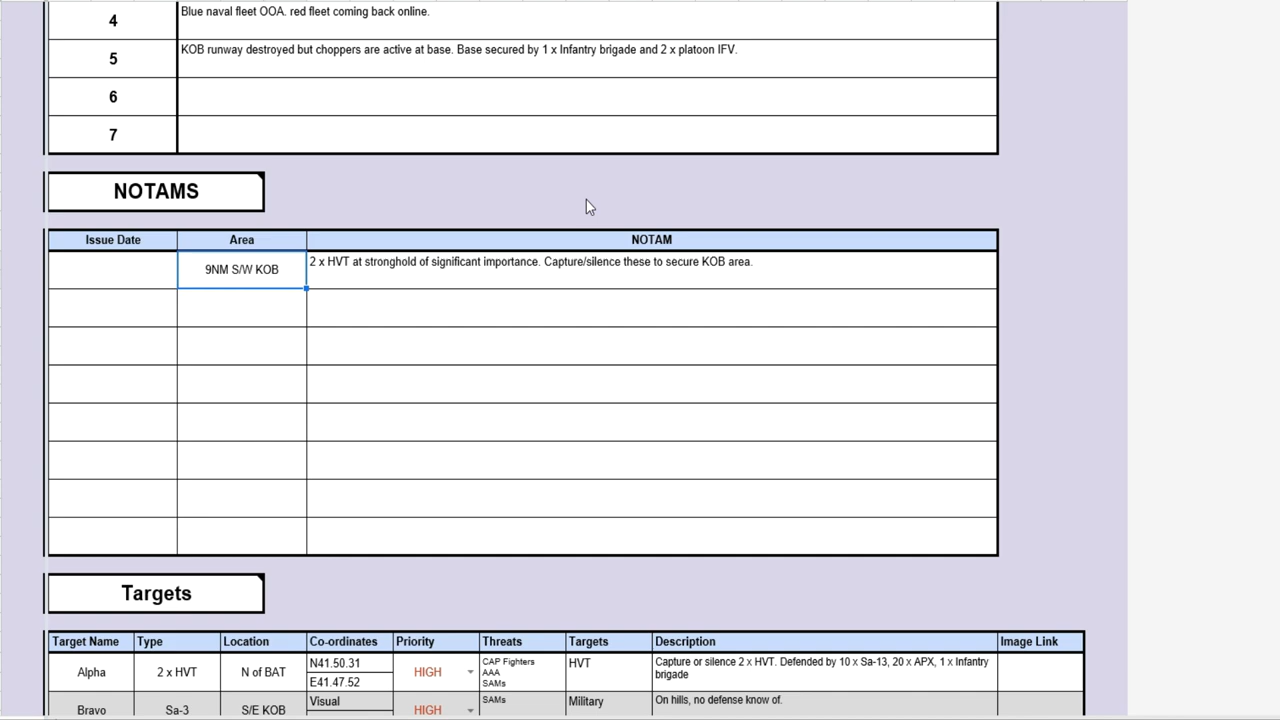 4
Blue naval fleet OOA. red fleet coming back online.
5
KOB runway destroyed but choppers are active at base. Base secured by 1 x Infantry brigade and 2 x platoon IFV.
6
7
NOTAMS
Issue Date Area NOTAM
9NM S/W KOB
2 x HVT at stronghold of significant importance. Capture/silence these to secure KOB area.
Targets
Target Name Type Location Co-ordinates Priority Threats Targets Description Image Link
Alpha
2 x HVT
N of BAT
N41.50.31
E41.47.52
HIGH
CAP Fighters
AAA
SAMs
HVT
Capture or silence 2 x HVT. Defended by 10 x Sa-13, 20 x APX, 1 x Infantry
brigade
Bravo
Sa-3
S/E KOB
Visual
HIGH
SAMs
Military
On hills, no defense know of.